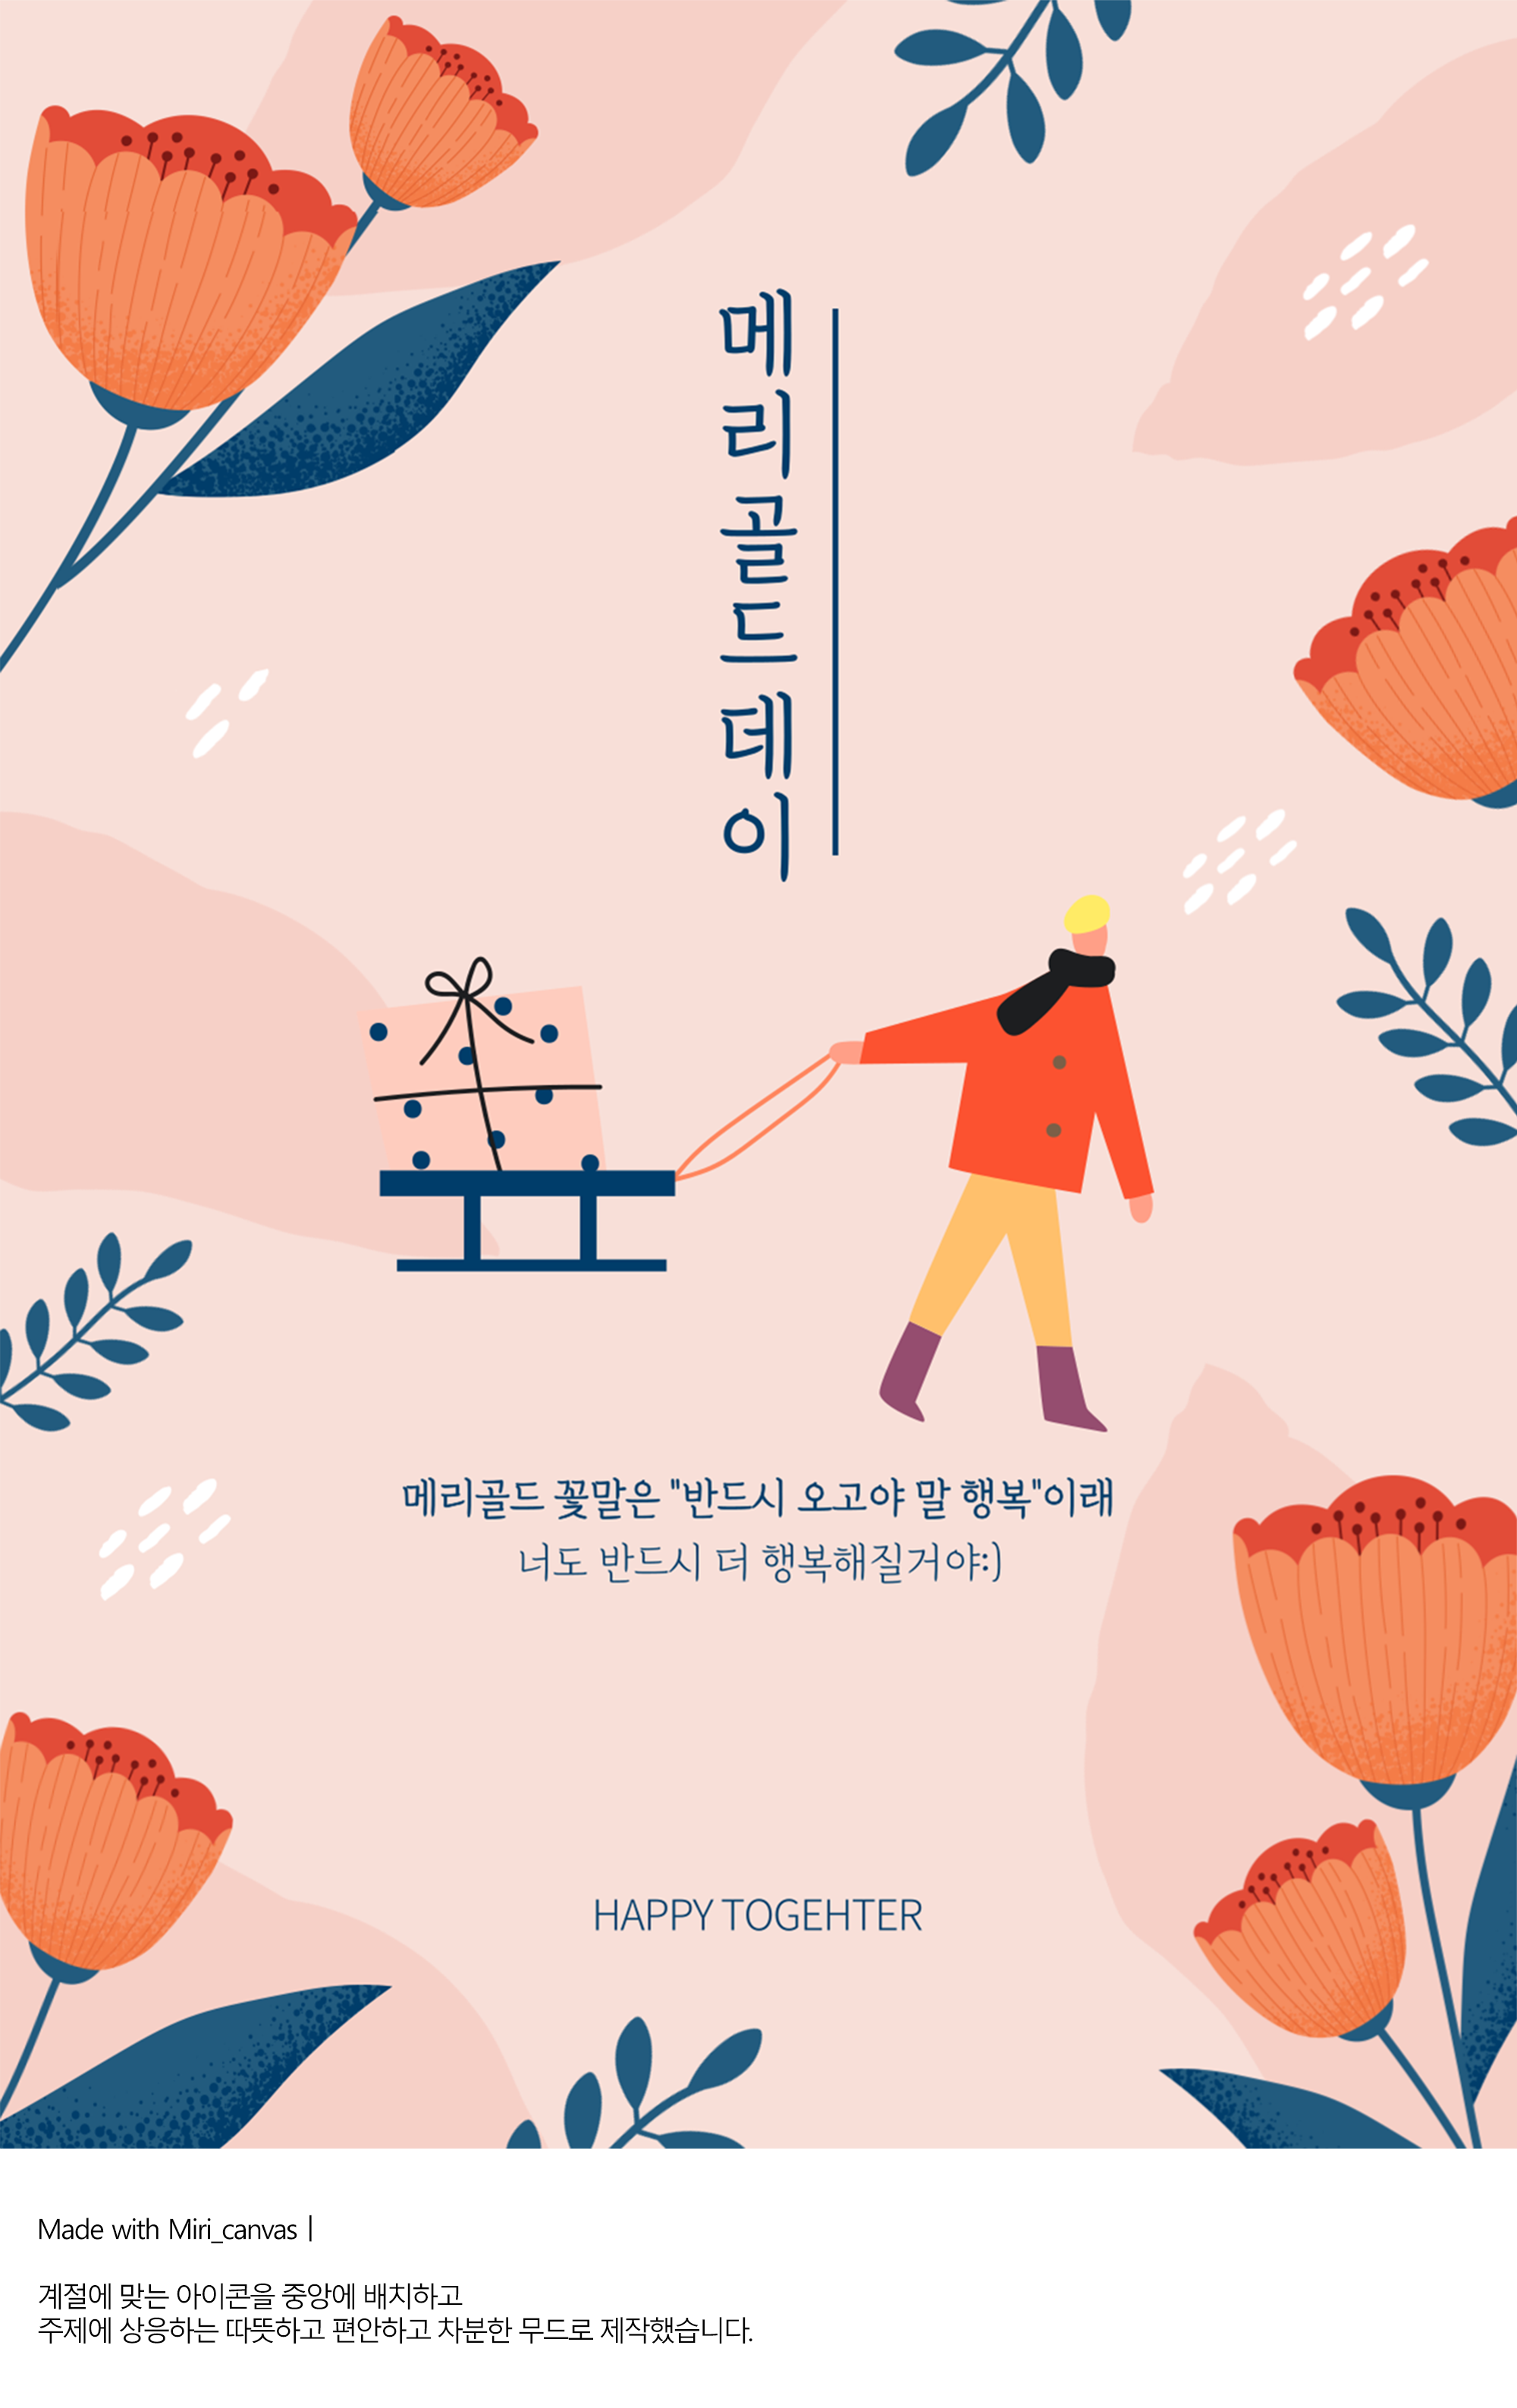 메리골드데이
메리골드 꽃말은 "반드시 오고야 말 행복"이래
너도 반드시 더 행복해질거야:)
HAPPY TOGEHTER
Made with Miri_canvas |
계절에 맞는 아이콘을 중앙에 배치하고
주제에 상응하는 따뜻하고 편안하고 차분한 무드로 제작했습니다.